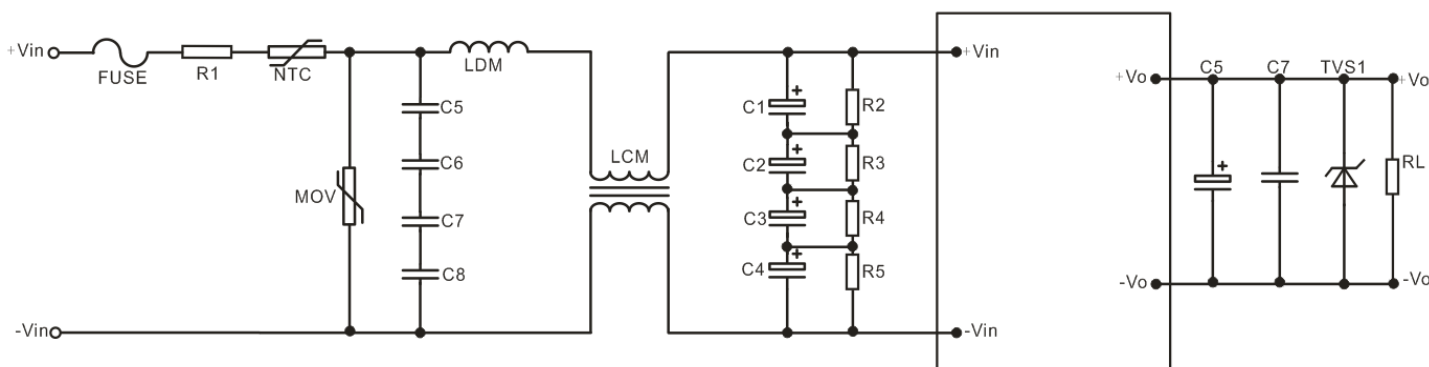 +Vin
FUSE
R1
NTC
LDM
MOV
C5
C6
C7
C8
LCM
+
C1
R2
+
C2
R3
+
C3
R4
+
C4
R5
+Vin
-Vin
-Vin
+Vo
C5
C7
TVS1
+Vo
+
RL
-Vo
-Vo